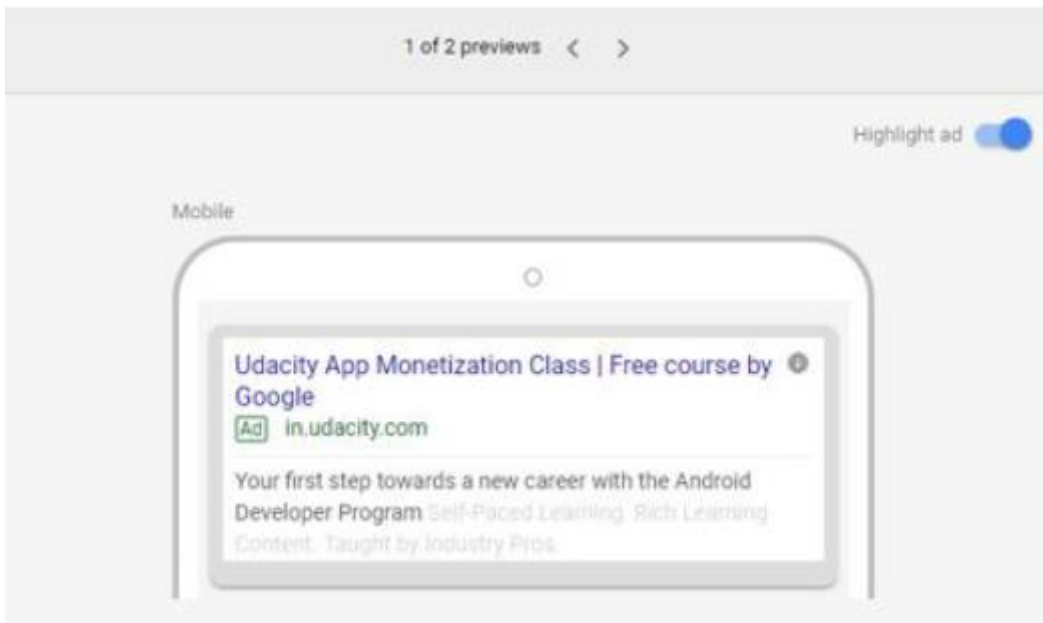 1 of 2 previews < >
Highlight ad
Mobile
Udacity App Monetization Class | Free course by
Google
Ad in.udacity.com
Your first step towards a new career with the Android
Developer Program Self-Paced Learning. Rich Learning
Content. Taught by Industry Pros.